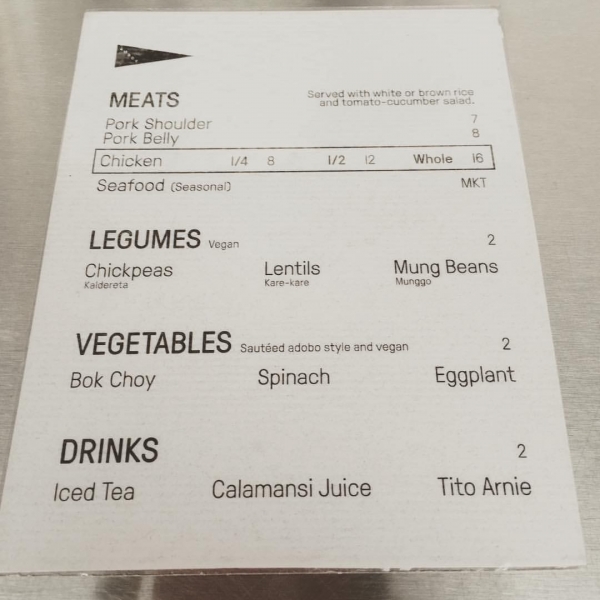 MEATS
Served with white or brown rice
and tomato-cucumber salad.
Pork Shoulder 7
Pork Belly 8
Chicken 1/4 8 1/2 12 Whole 16
Seafood (Seasonal) MKT
LEGUMES Vegan 2
Chickpeas Lentils Mung Beans
Kaldereta Kare-kare Munggo
VEGETABLES Sautéed adobo style and vegan 2
Bok Choy Spinach Eggplant
DRINKS 2
Iced Tea Calamansi Juice Tito Arnie